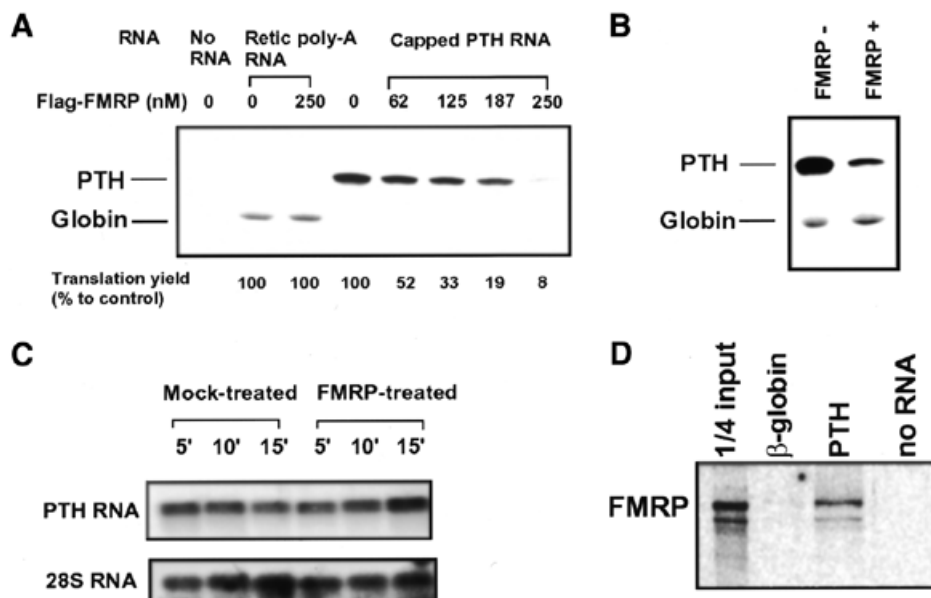 A
RNA No RNA Retic poly-A RNA Capped PTH RNA
Flag-FMRP (nM) 0 0 250 0 62 125 187 250
PTH
Globin
Translation yield (% to control) 100 100 100 52 33 19 8
B
FMRP - FMRP +
PTH
Globin
C
Mock-treated FMRP-treated
5' 10' 15' 5' 10' 15'
PTH RNA
28S RNA
D
1/4 input β-globin PTH no RNA
FMRP